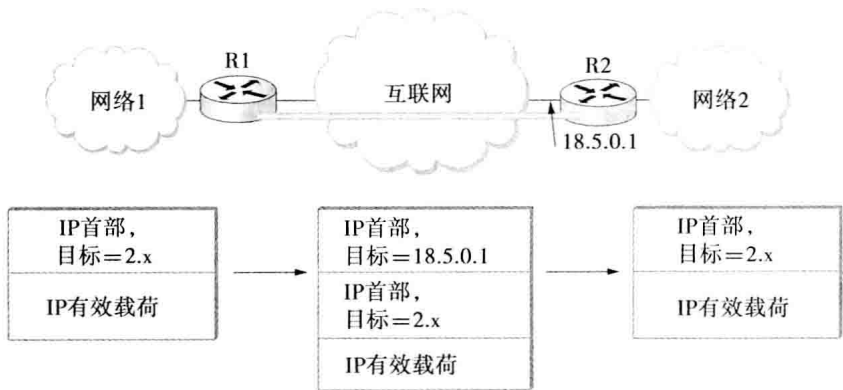 R1
R2
网络1
互联网
网络2
18.5.0.1
IP首部,
目标=2.x
IP有效载荷
IP首部,
目标=18.5.0.1
IP首部,
目标=2.x
IP有效载荷
IP首部,
目标=2.x
IP有效载荷